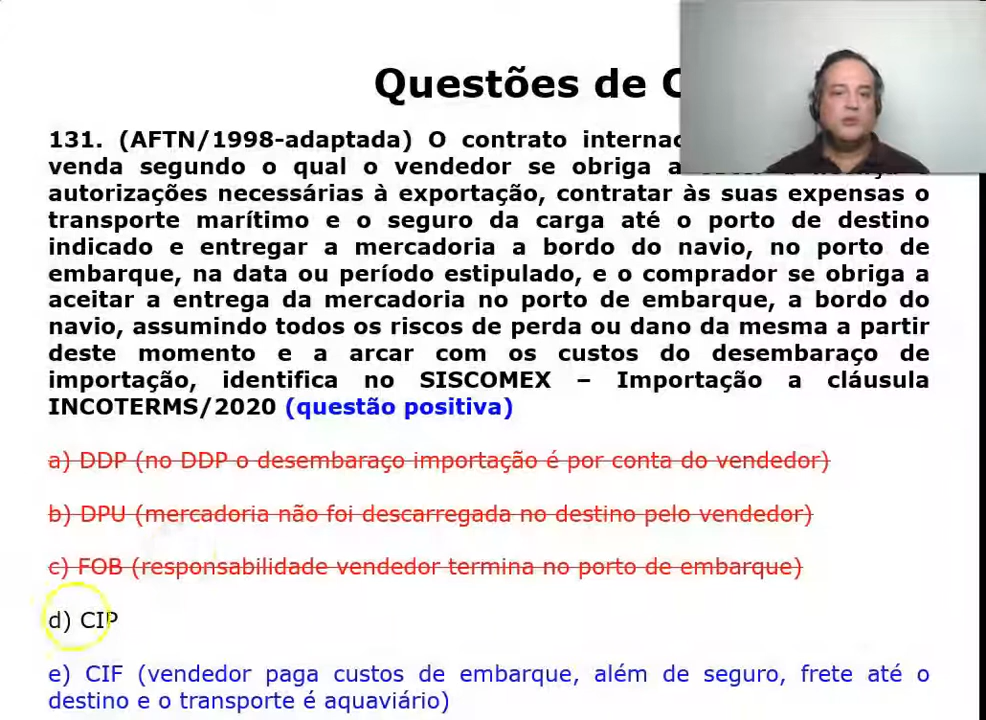 Questões de C
131. (AFTN/1998-adaptada) O contrato internac
venda segundo o qual o vendedor se obriga a
autorizações necessárias à exportação, contratar às suas expensas o
transporte marítimo e o seguro da carga até o porto de destino
indicado e entregar a mercadoria a bordo do navio, no porto de
embarque, na data ou período estipulado, e o comprador se obriga a
aceitar a entrega da mercadoria no porto de embarque, a bordo do
navio, assumindo todos os riscos de perda ou dano da mesma a partir
deste momento e a arcar com os custos do desembaraço de
importação, identifica no SISCOMEX – Importação a cláusula
INCOTERMS/2020 (questão positiva)
a) DDP (no DDP o desembaraço importação é por conta do vendedor)
b) DPU (mercadoria não foi descarregada no destino pelo vendedor)
c) FOB (responsabilidade vendedor termina no porto de embarque)
d) CIP
e) CIF (vendedor paga custos de embarque, além de seguro, frete até o
destino e o transporte é aquaviário)